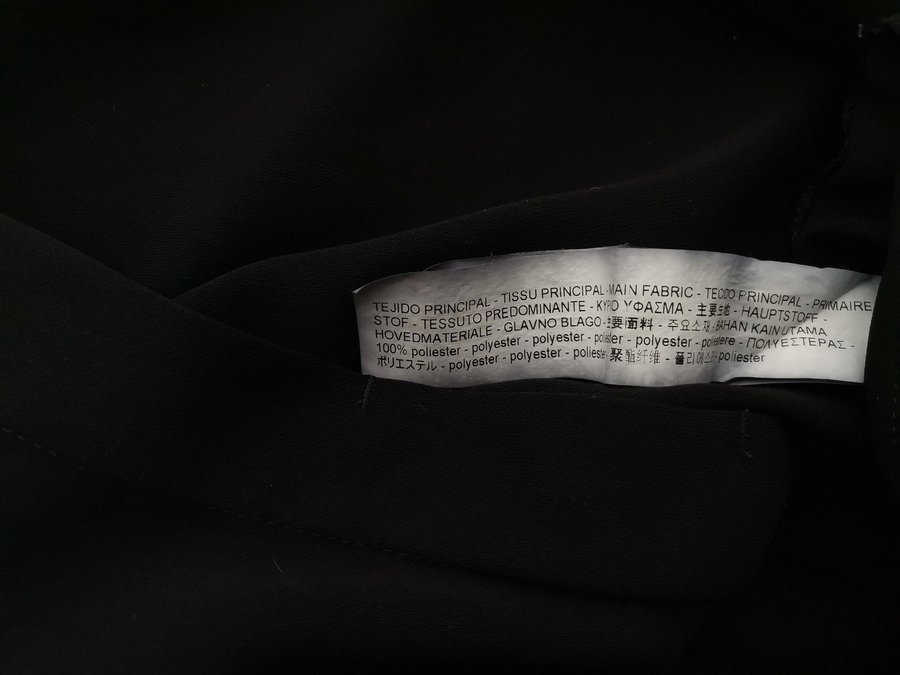 TEJIDO PRINCIPAL - TISSU PRINCIPAL - MAIN FABRIC - TECIDO PRINCIPAL - PRIMAIRE
STOF - TESSUTO PREDOMINANTE - ΚΥΡΙΟ ΥΦΑΣΜΑ - 主要生地 - HAUPTSTOFF -
HOVEDMATERIALE - GLAVNO BLAGO - 主要面料 - 주요소재 - BAHAN KAIN UTAMA
100% poliester - polyester - polyester - poliester - polyester - poliestere - ΠΟΛΥΕΣΤΕΡΑΣ -
ポリエステル - polyester - polyester - poliester - 聚酯纤维 - 폴리에스터 - poliester